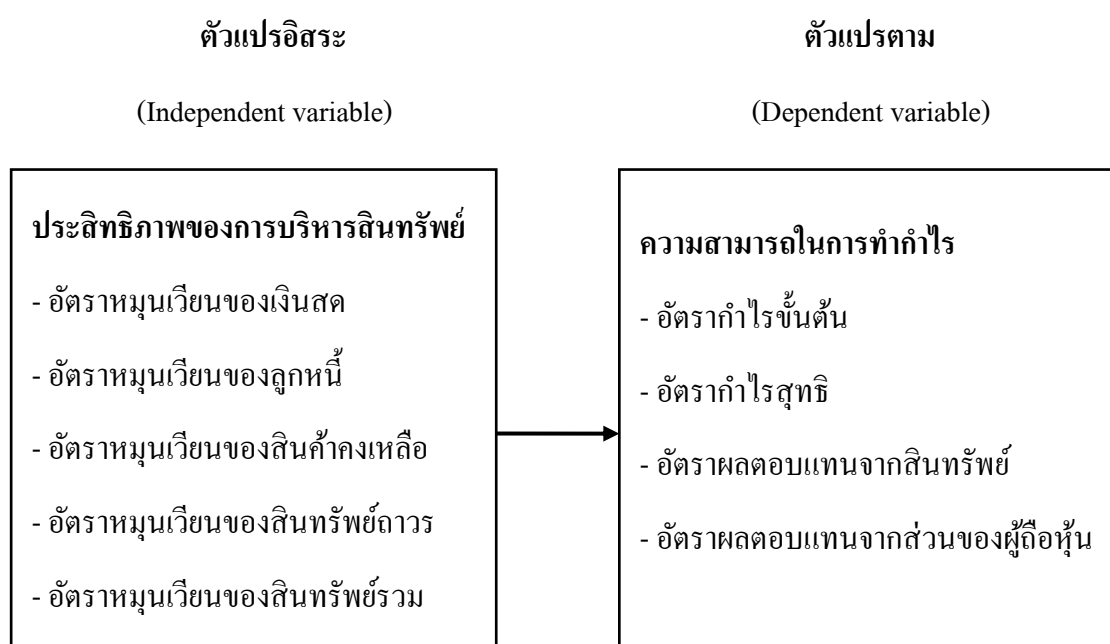 ตัวแปรอิสระ
(Independent variable)
ประสิทธิภาพของการบริหารสินทรัพย์
- อัตราหมุนเวียนของเงินสด
- อัตราหมุนเวียนของลูกหนี้
- อัตราหมุนเวียนของสินค้าคงเหลือ
- อัตราหมุนเวียนของสินทรัพย์ถาวร
- อัตราหมุนเวียนของสินทรัพย์รวม
ตัวแปรตาม
(Dependent variable)
ความสามารถในการทำกำไร
- อัตรากำไรขั้นต้น
- อัตรากำไรสุทธิ
- อัตราผลตอบแทนจากสินทรัพย์
- อัตราผลตอบแทนจากส่วนของผู้ถือหุ้น